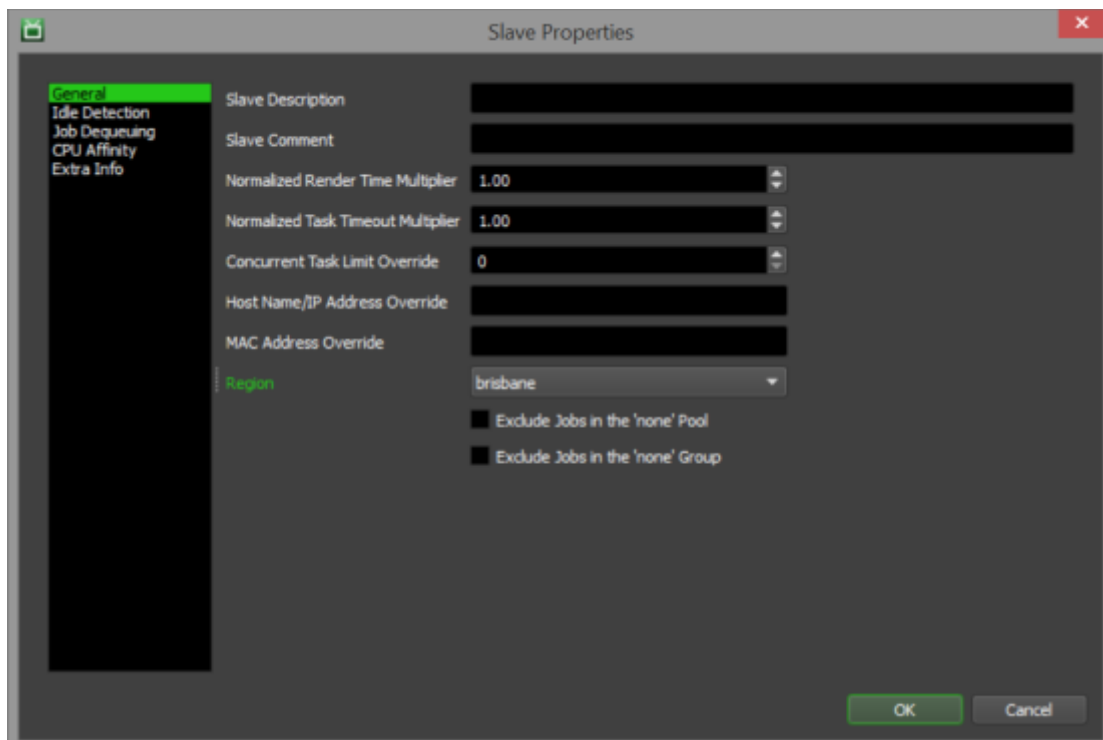 Slave Properties
General
Idle Detection
Job Dequeuing
CPU Affinity
Extra Info
Slave Description
Slave Comment
Normalized Render Time Multiplier 1.00
Normalized Task Timeout Multiplier 1.00
Concurrent Task Limit Override 0
Host Name/IP Address Override
MAC Address Override
Region brisbane
Exclude Jobs in the 'none' Pool
Exclude Jobs in the 'none' Group
OK Cancel